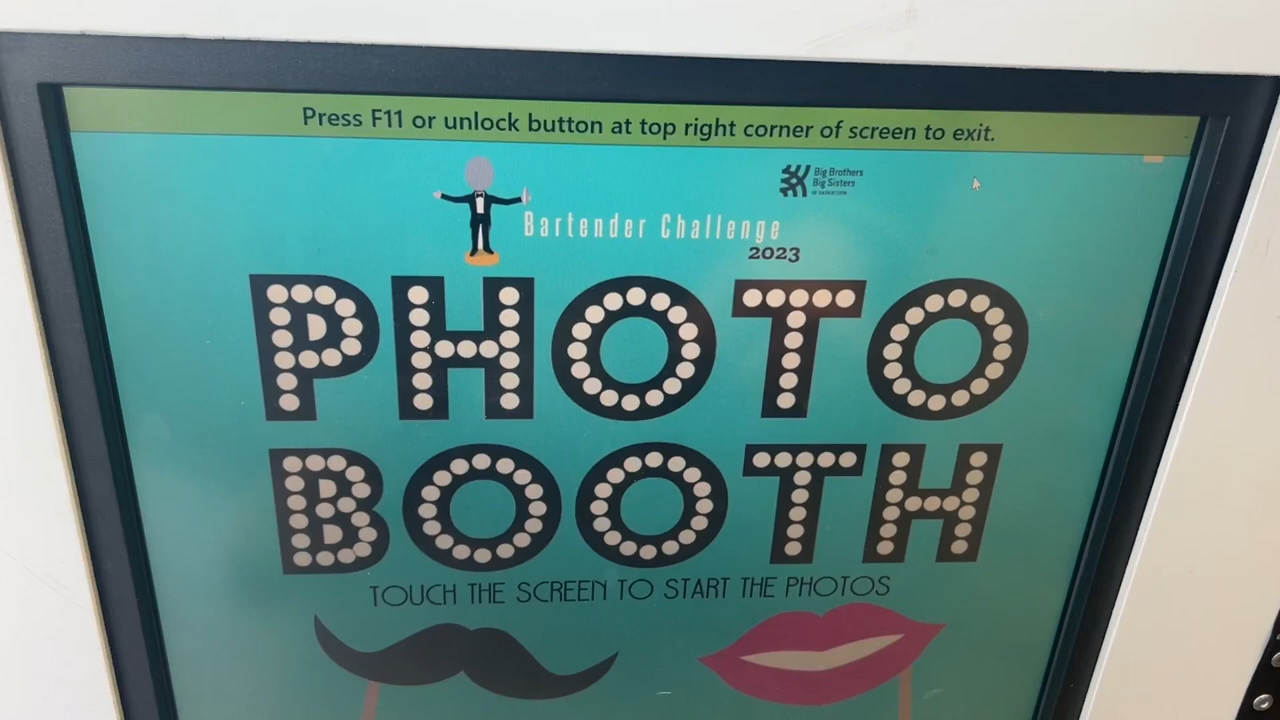 Press F11 or unlock button at top right corner of screen to exit.
Big Brothers
Big Sisters
OF SASKATOON
Bartender Challenge
2023
PHOTO
BOOTH
TOUCH THE SCREEN TO START THE PHOTOS